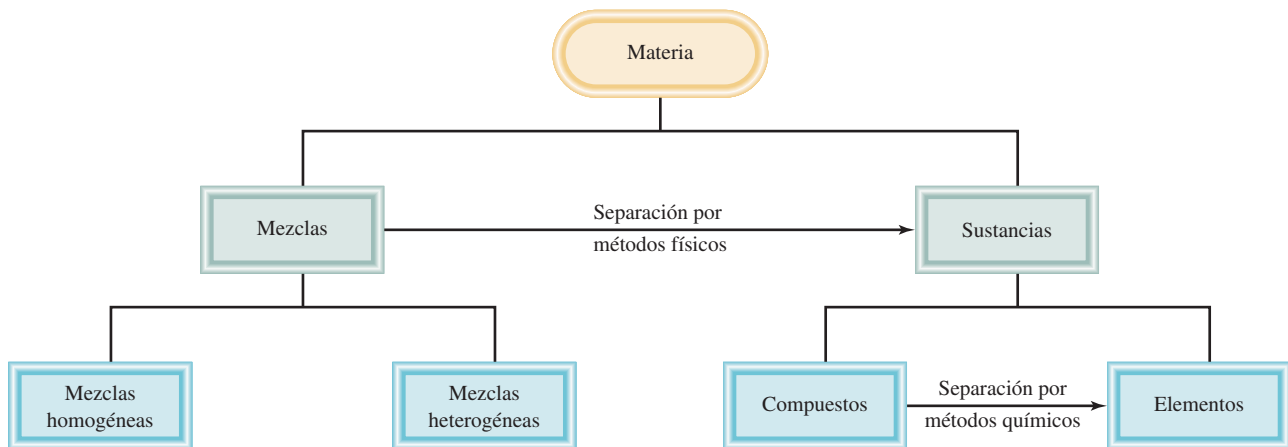 Materia
Mezclas
Separación por
métodos físicos
Sustancias
Mezclas
homogéneas
Mezclas
heterogéneas
Compuestos
Separación por
métodos químicos
Elementos